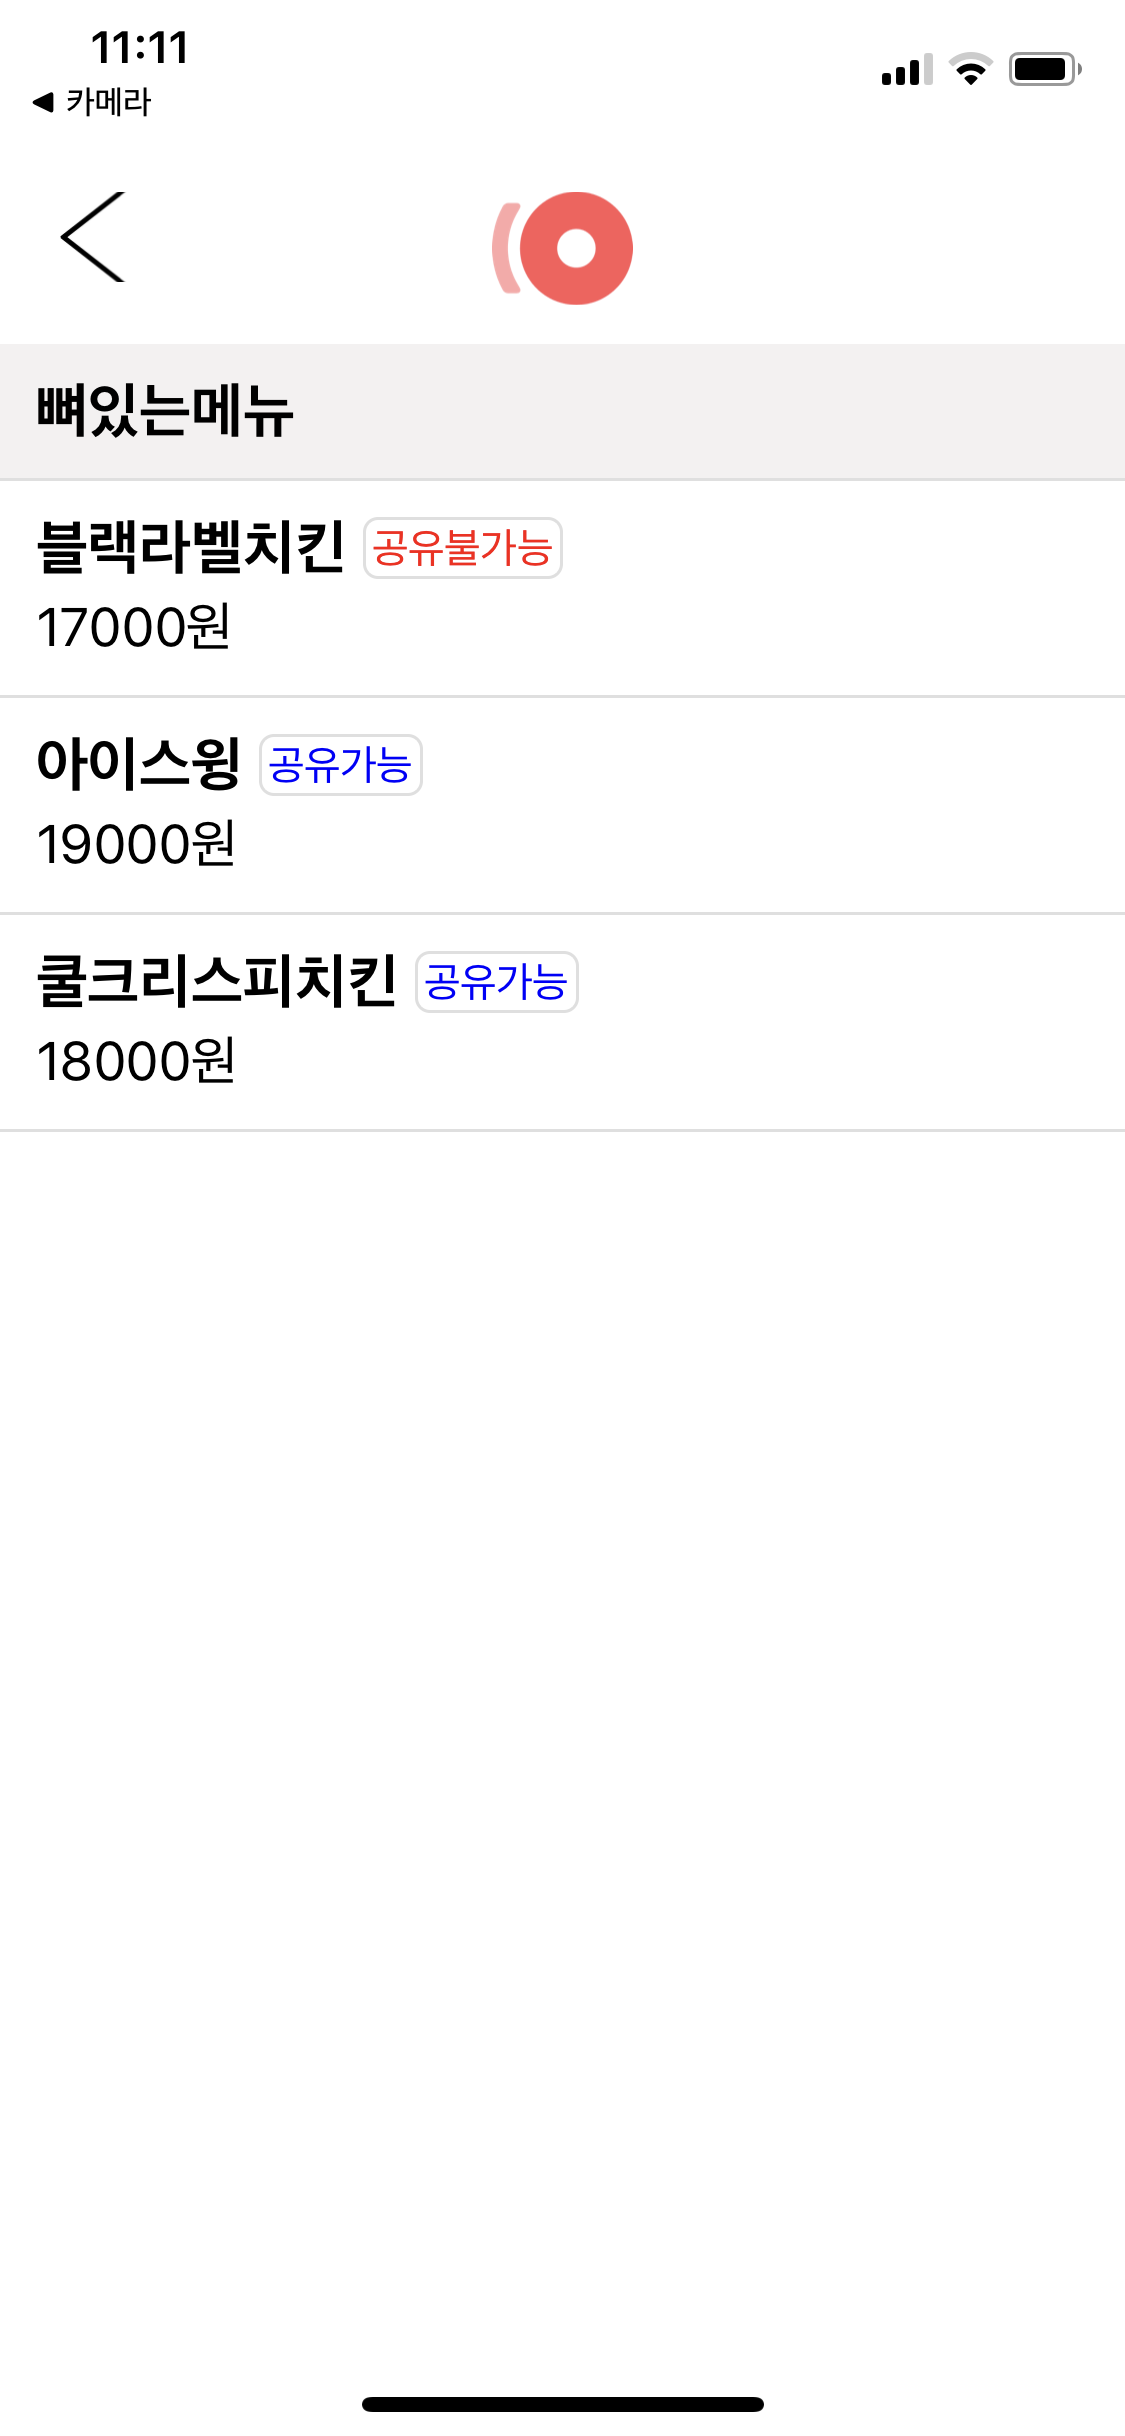 11:11
◀ 카메라
뼈있는메뉴
블랙라벨치킨 공유불가능
17000원
아이스윙 공유가능
19000원
쿨크리스피치킨 공유가능
18000원